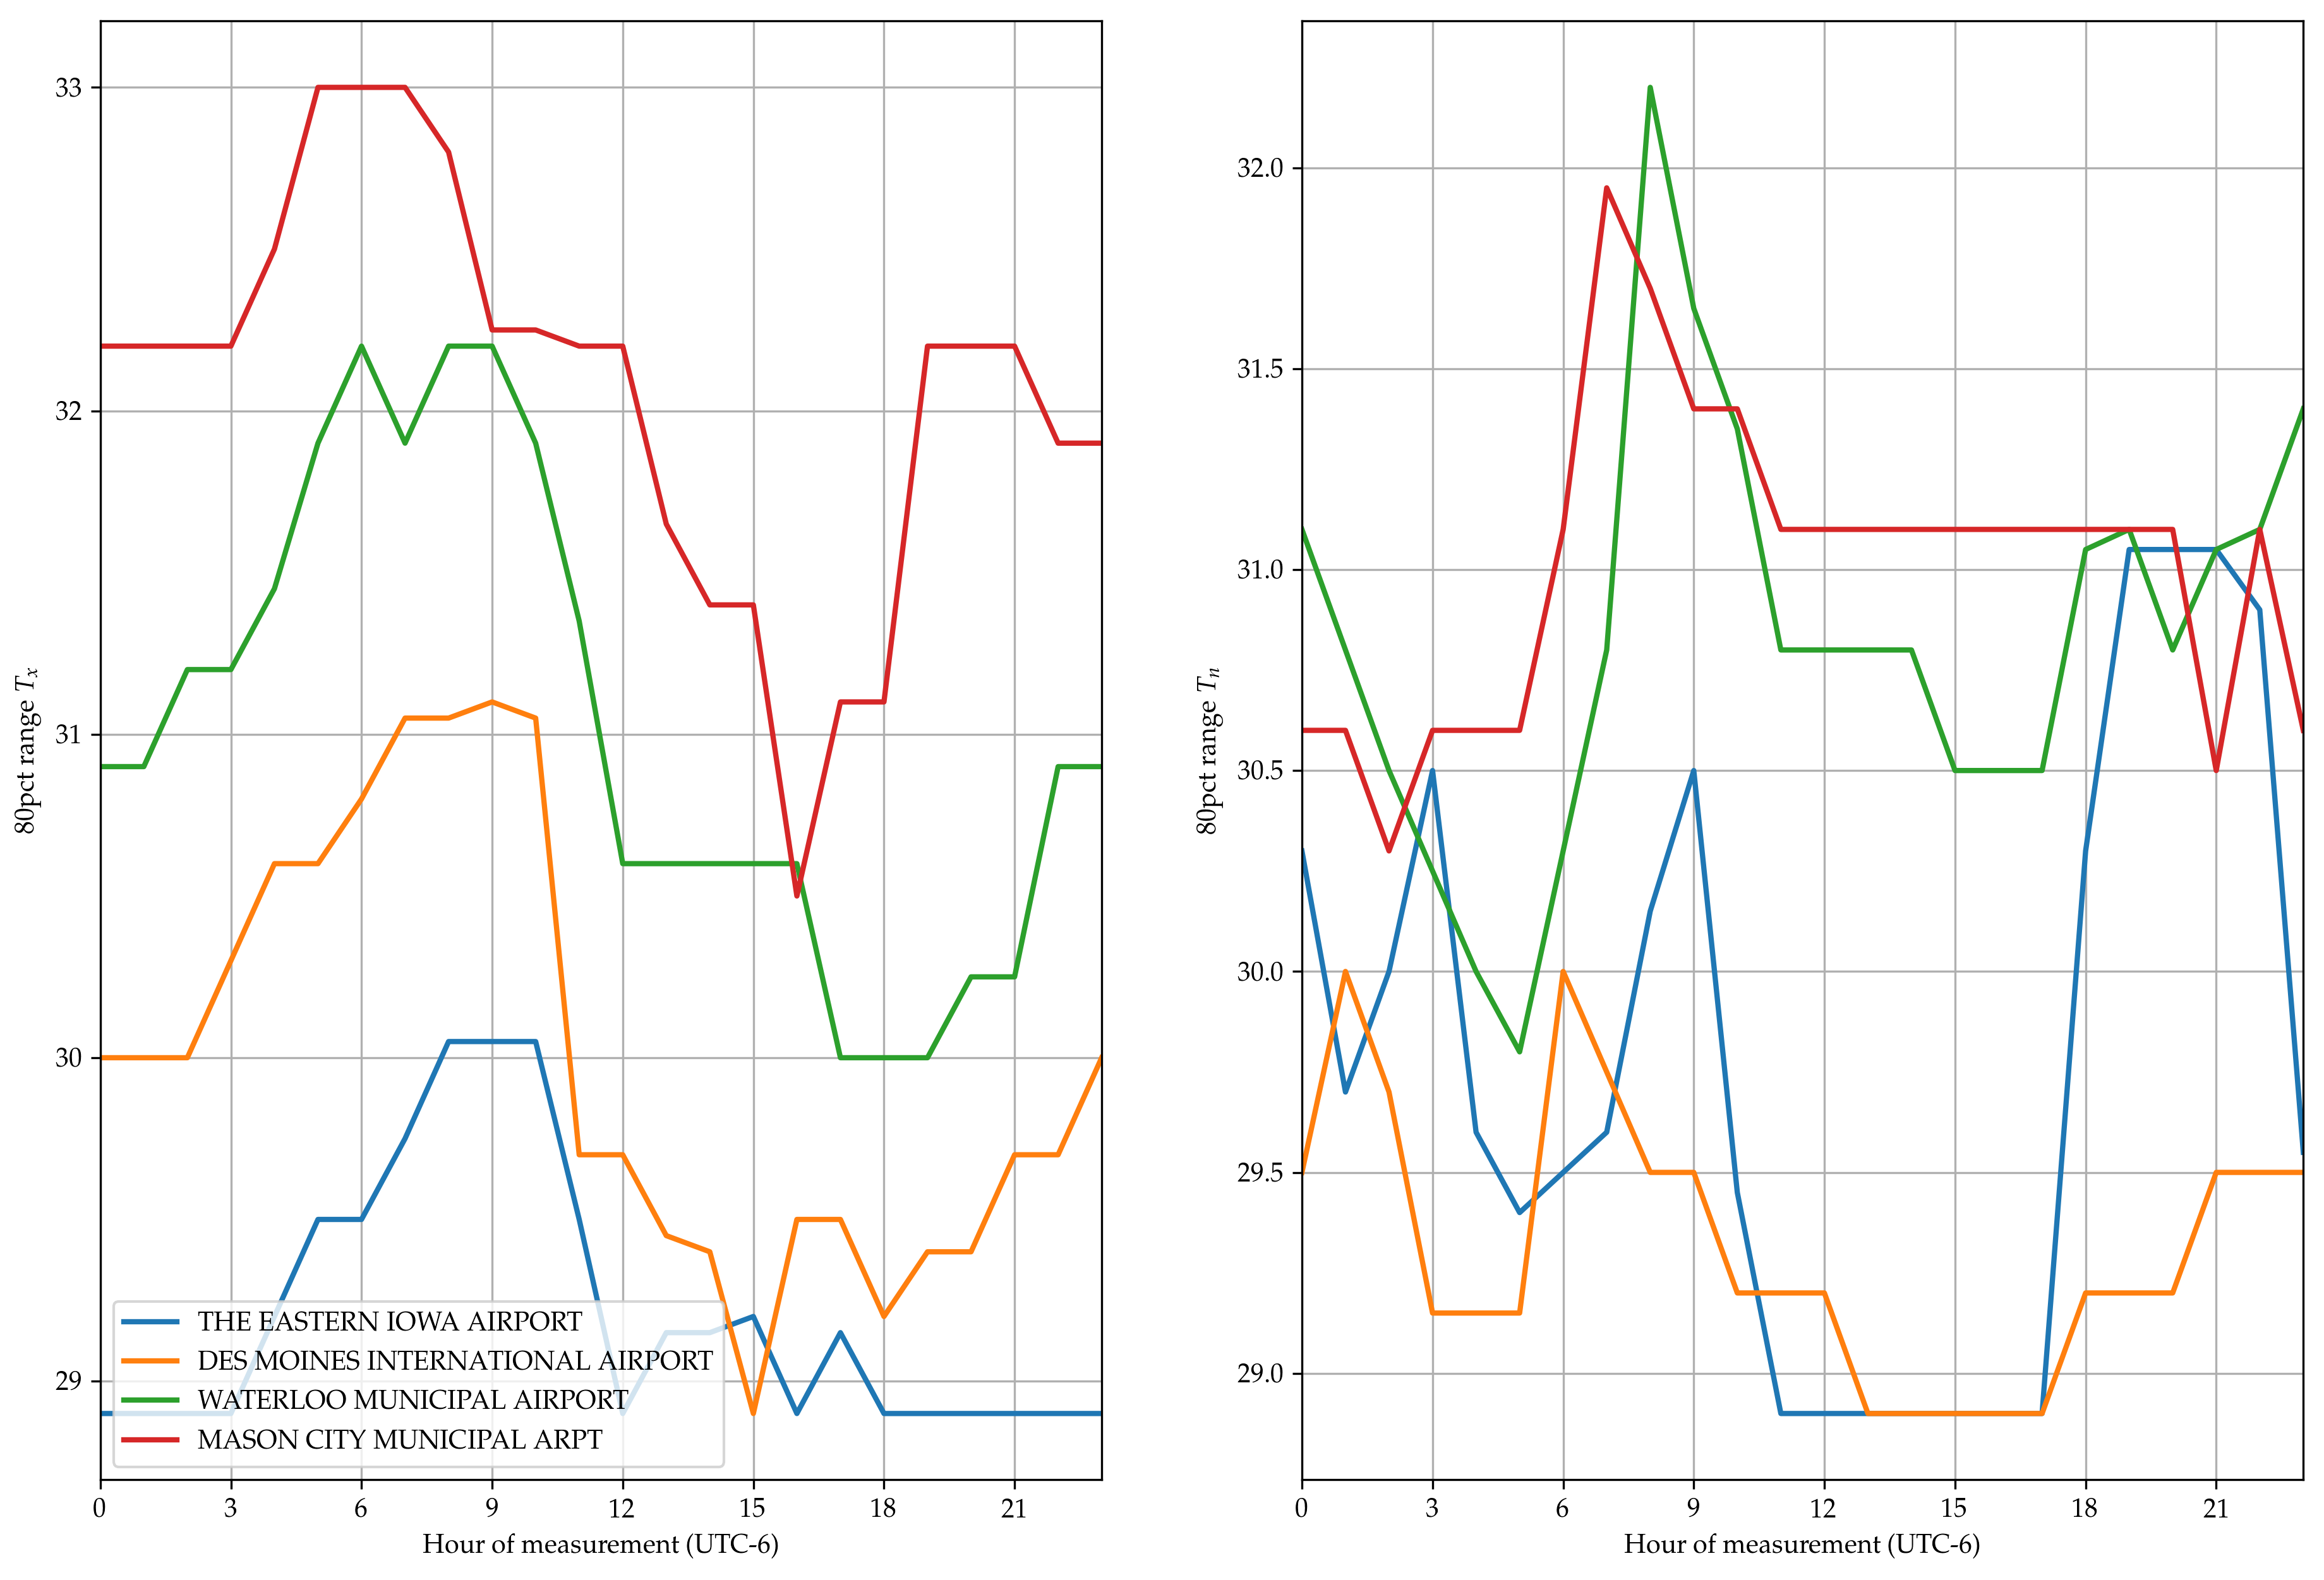 33
32
31
30
29
80pct range Tx
0 3 6 9 12 15 18 21
Hour of measurement (UTC-6)
THE EASTERN IOWA AIRPORT
DES MOINES INTERNATIONAL AIRPORT
WATERLOO MUNICIPAL AIRPORT
MASON CITY MUNICIPAL ARPT
32.0
31.5
31.0
30.5
30.0
29.5
29.0
80pct range Tn
0 3 6 9 12 15 18 21
Hour of measurement (UTC-6)